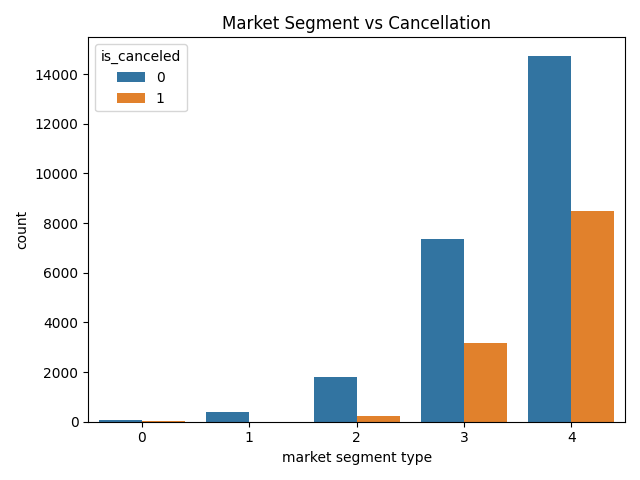 Market Segment vs Cancellation
is_canceled
0
1
14000
12000
10000
8000
6000
4000
2000
0
count
0 1 2 3 4
market segment type